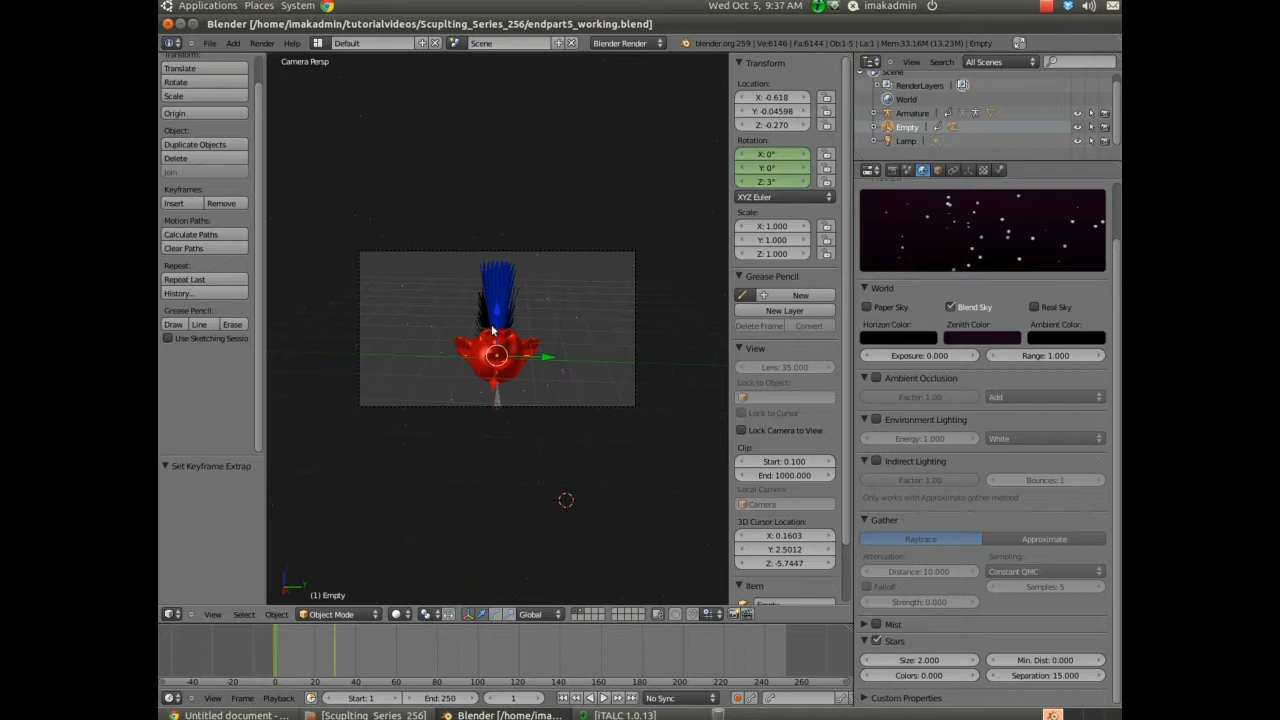 Applications Places System Wed Oct 5, 9:37 AM imakadmin
Blender [/home/imakadmin/tutorialvideos/Scuplting_Series_256/endpart5_working.blend]
File Add Render Help Default Scene Blender Render blender.org 259 | Ve:6146 | Fa:6144 | Ob:1-5 | La:1 | Mem:33.16M (13.23M) | Empty
Transform:
Translate
Rotate
Scale
Origin
Object:
Duplicate Objects
Delete
Join
Keyframes:
Insert Remove
Motion Paths:
Calculate Paths
Clear Paths
Repeat:
Repeat Last
History...
Grease Pencil:
Draw Line Erase
Use Sketching Sessio
Set Keyframe Extrap
Camera Persp
(1) Empty
View Select Object Object Mode Global
Transform
Location:
X: -0.618
Y: -0.04598
Z: -0.270
Rotation:
X: 0°
Y: 0°
Z: 3°
XYZ Euler
Scale:
X: 1.000
Y: 1.000
Z: 1.000
Grease Pencil
New
New Layer
Delete Frame Convert
View
Lens: 35.000
Lock to Object:
Lock to Cursor
Lock Camera to View
Clip:
Start: 0.100
End: 1000.000
Local Camera:
Camera
3D Cursor Location:
X: 0.1603
Y: 2.5012
Z: -5.7447
Item
View Search All Scenes
Scene
RenderLayers
World
Armature
Empty
Lamp
World
Paper Sky Blend Sky Real Sky
Horizon Color: Zenith Color: Ambient Color:
Exposure: 0.000 Range: 1.000
Ambient Occlusion
Factor: 1.00 Add
Environment Lighting
Energy: 1.000 White
Indirect Lighting
Factor: 1.00 Bounces: 1
Only works with Approximate gather method
Gather
Raytrace Approximate
Attenuation: Sampling:
Distance: 10.000 Constant QMC
Falloff Samples: 5
Strength: 0.000
Mist
Stars
Size: 2.000 Min. Dist: 0.000
Colors: 0.000 Separation: 15.000
Custom Properties
-40 -20 0 20 40 60 80 100 120 140 160 180 200 220 240 260
View Frame Playback Start: 1 End: 250 1 No Sync
Untitled document - ... [Scuplting_Series_256] Blender [/home/ima... [iTALC 1.0.13]